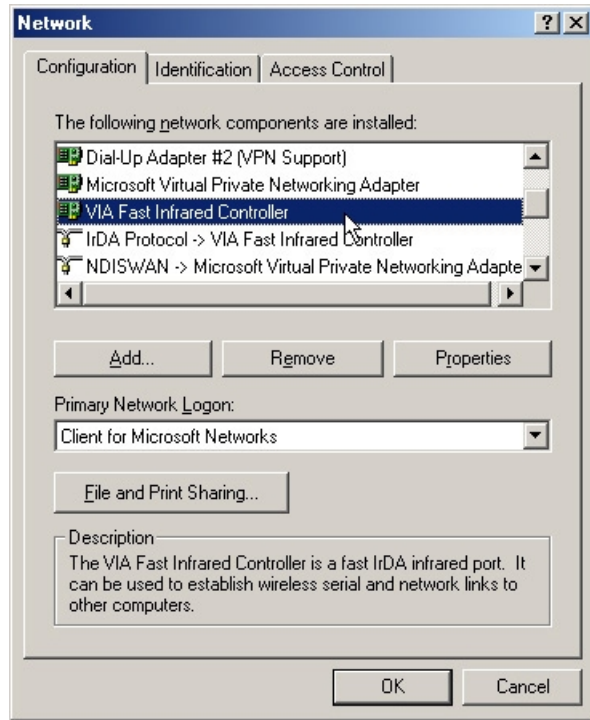 Network
Configuration Identification Access Control
The following network components are installed:
Dial-Up Adapter #2 (VPN Support)
Microsoft Virtual Private Networking Adapter
VIA Fast Infrared Controller
IrDA Protocol -> VIA Fast Infrared Controller
NDISWAN -> Microsoft Virtual Private Networking Adapte
Add... Remove Properties
Primary Network Logon:
Client for Microsoft Networks
File and Print Sharing...
Description
The VIA Fast Infrared Controller is a fast IrDA infrared port. It
can be used to establish wireless serial and network links to
other computers.
OK Cancel